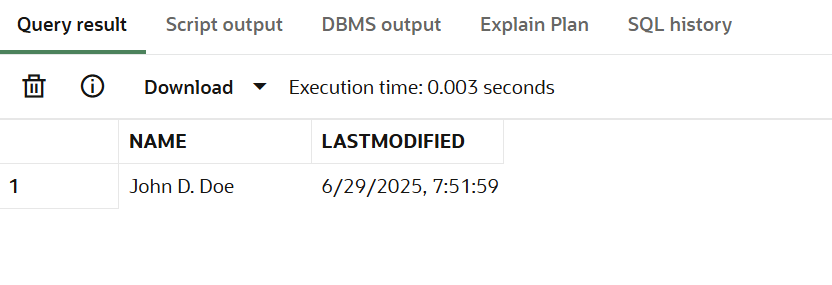 Query result Script output DBMS output Explain Plan SQL history
Download Execution time: 0.003 seconds
NAME LASTMODIFIED
1 John D. Doe 6/29/2025, 7:51:59